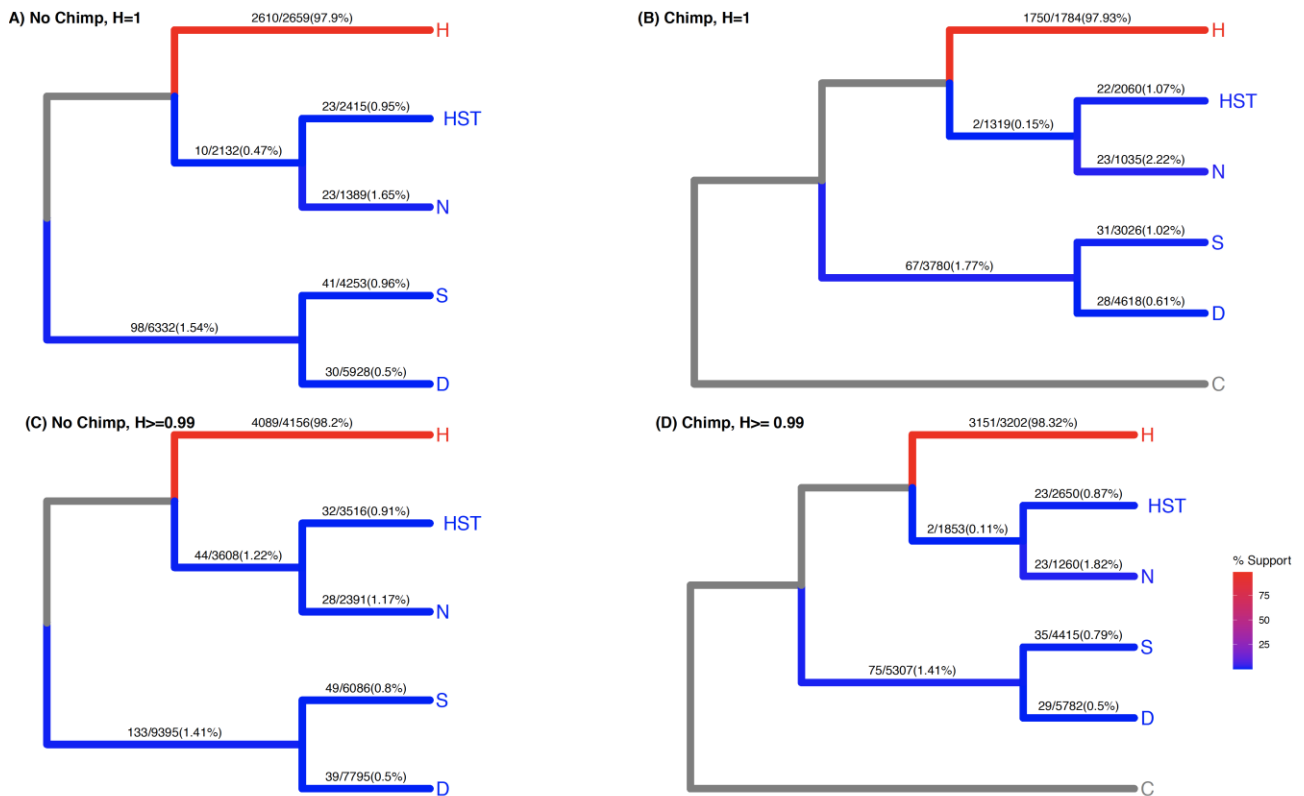 A) No Chimp, H=1
2610/2659(97.9%)
H
23/2415(0.95%)
HST
10/2132(0.47%)
23/1389(1.65%)
N
41/4253(0.96%)
S
98/6332(1.54%)
30/5928(0.5%)
D
(B) Chimp, H=1
1750/1784(97.93%)
H
22/2060(1.07%)
HST
2/1319(0.15%)
23/1035(2.22%)
N
31/3026(1.02%)
S
67/3780(1.77%)
28/4618(0.61%)
D
C
(C) No Chimp, H>=0.99
4089/4156(98.2%)
H
32/3516(0.91%)
HST
44/3608(1.22%)
28/2391(1.17%)
N
49/6086(0.8%)
S
133/9395(1.41%)
39/7795(0.5%)
D
(D) Chimp, H>= 0.99
3151/3202(98.32%)
H
23/2650(0.87%)
HST
2/1853(0.11%)
23/1260(1.82%)
N
35/4415(0.79%)
S
75/5307(1.41%)
29/5782(0.5%)
D
C
% Support
75
50
25